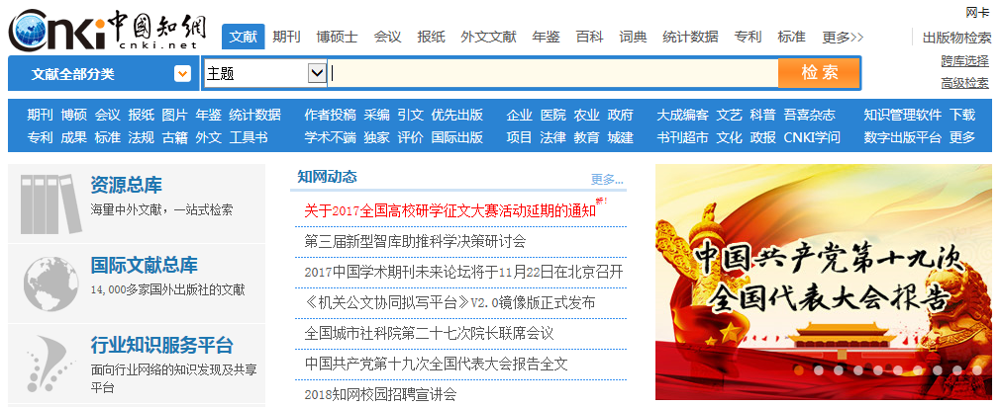 网卡
Cnki中國知網
cnki.net
文献 期刊 博硕士 会议 报纸 外文文献 年鉴 百科 词典 统计数据 专利 标准 更多>> 出版物检索
文献全部分类 主题 检索 跨库选择
高级检索
期刊 博硕 会议 报纸 图片 年鉴 统计数据 作者投稿 采编 引文 优先出版 企业 医院 农业 政府 大成编客 文艺 科普 吾喜杂志 知识管理软件 下载
专利 成果 标准 法规 古籍 外文 工具书 学术不端 独家 评价 国际出版 项目 法律 教育 城建 书刊超市 文化 政报 CNKI学问 数字出版平台 更多
资源总库
海量中外文献，一站式检索
国际文献总库
14,000多家国外出版社的文献
行业知识服务平台
面向行业网络的知识发现及共享
平台
知网动态 更多...
关于2017全国高校研学征文大赛活动延期的通知 新!
第三届新型智库助推科学决策研讨会
2017中国学术期刊未来论坛将于11月22日在北京召开
《机关公文协同拟写平台》V2.0镜像版正式发布
全国城市社科院第二十七次院长联席会议
中国共产党第十九次全国代表大会报告全文
2018知网校园招聘宣讲会
中国共产党第十九次
全国代表大会报告